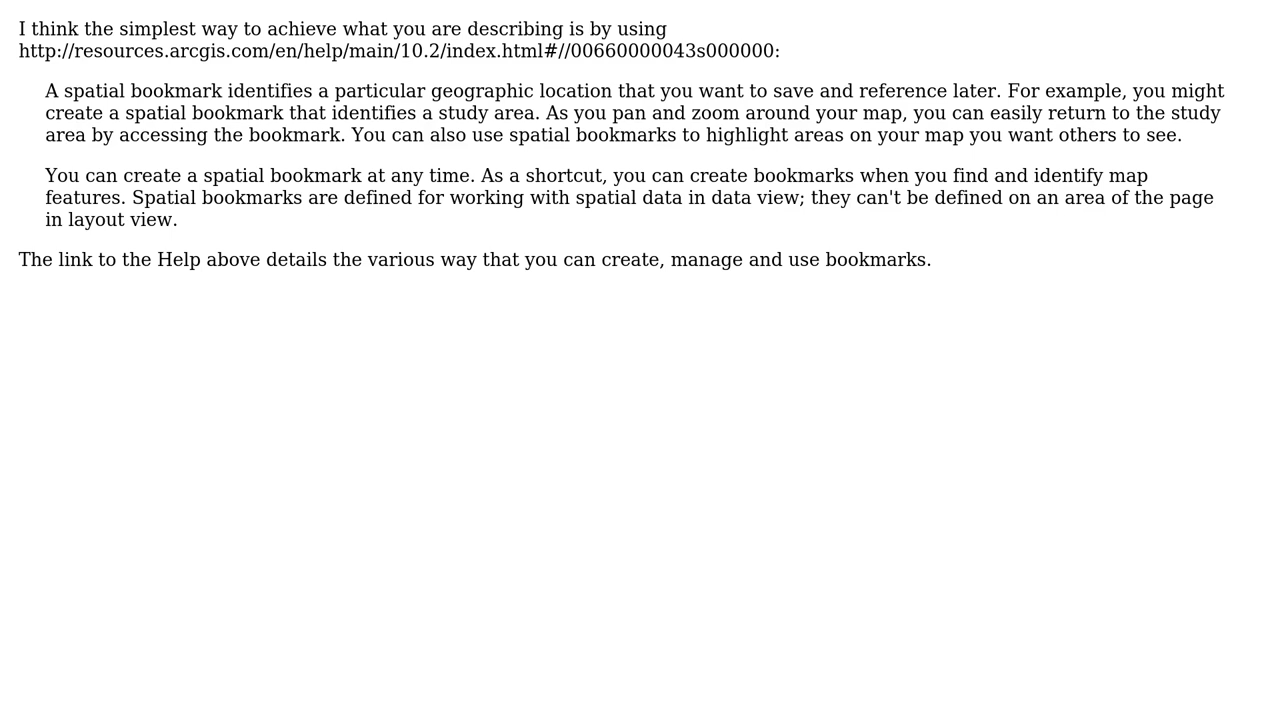 I think the simplest way to achieve what you are describing is by using
http://resources.arcgis.com/en/help/main/10.2/index.html#//00660000043s000000:
A spatial bookmark identifies a particular geographic location that you want to save and reference later. For example, you might
create a spatial bookmark that identifies a study area. As you pan and zoom around your map, you can easily return to the study
area by accessing the bookmark. You can also use spatial bookmarks to highlight areas on your map you want others to see.
You can create a spatial bookmark at any time. As a shortcut, you can create bookmarks when you find and identify map
features. Spatial bookmarks are defined for working with spatial data in data view; they can't be defined on an area of the page
in layout view.
The link to the Help above details the various way that you can create, manage and use bookmarks.